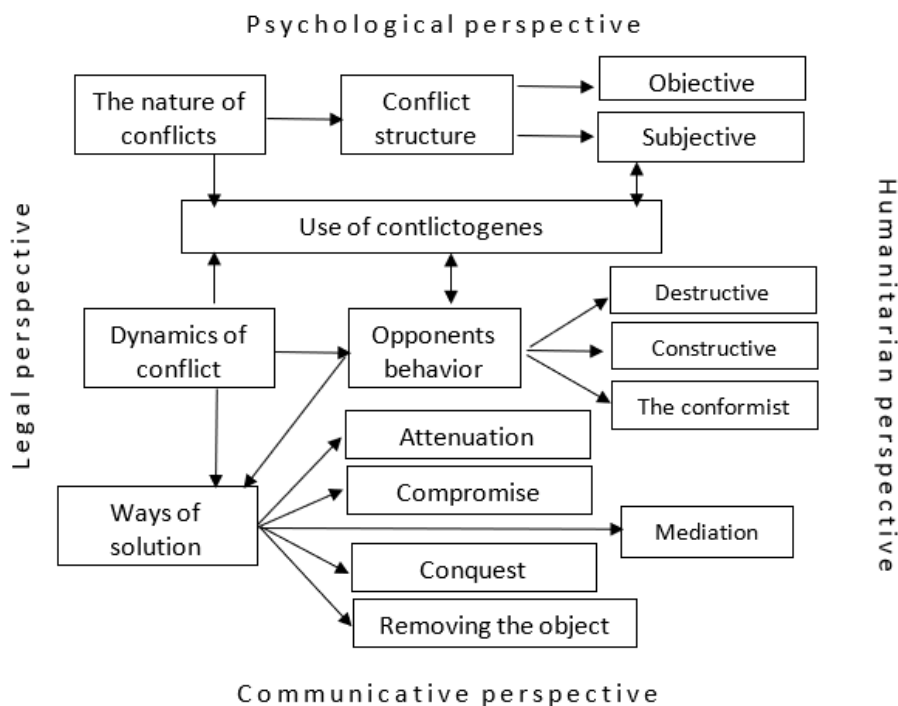 Psychological perspective
The nature of
conflicts
Conflict
structure
Objective
Subjective
Use of contlictogenes
Legal perspective
Humanitarian perspective
Dynamics of
conflict
Opponents
behavior
Destructive
Constructive
The conformist
Attenuation
Compromise
Ways of
solution
Mediation
Conquest
Removing the object
Communicative perspective